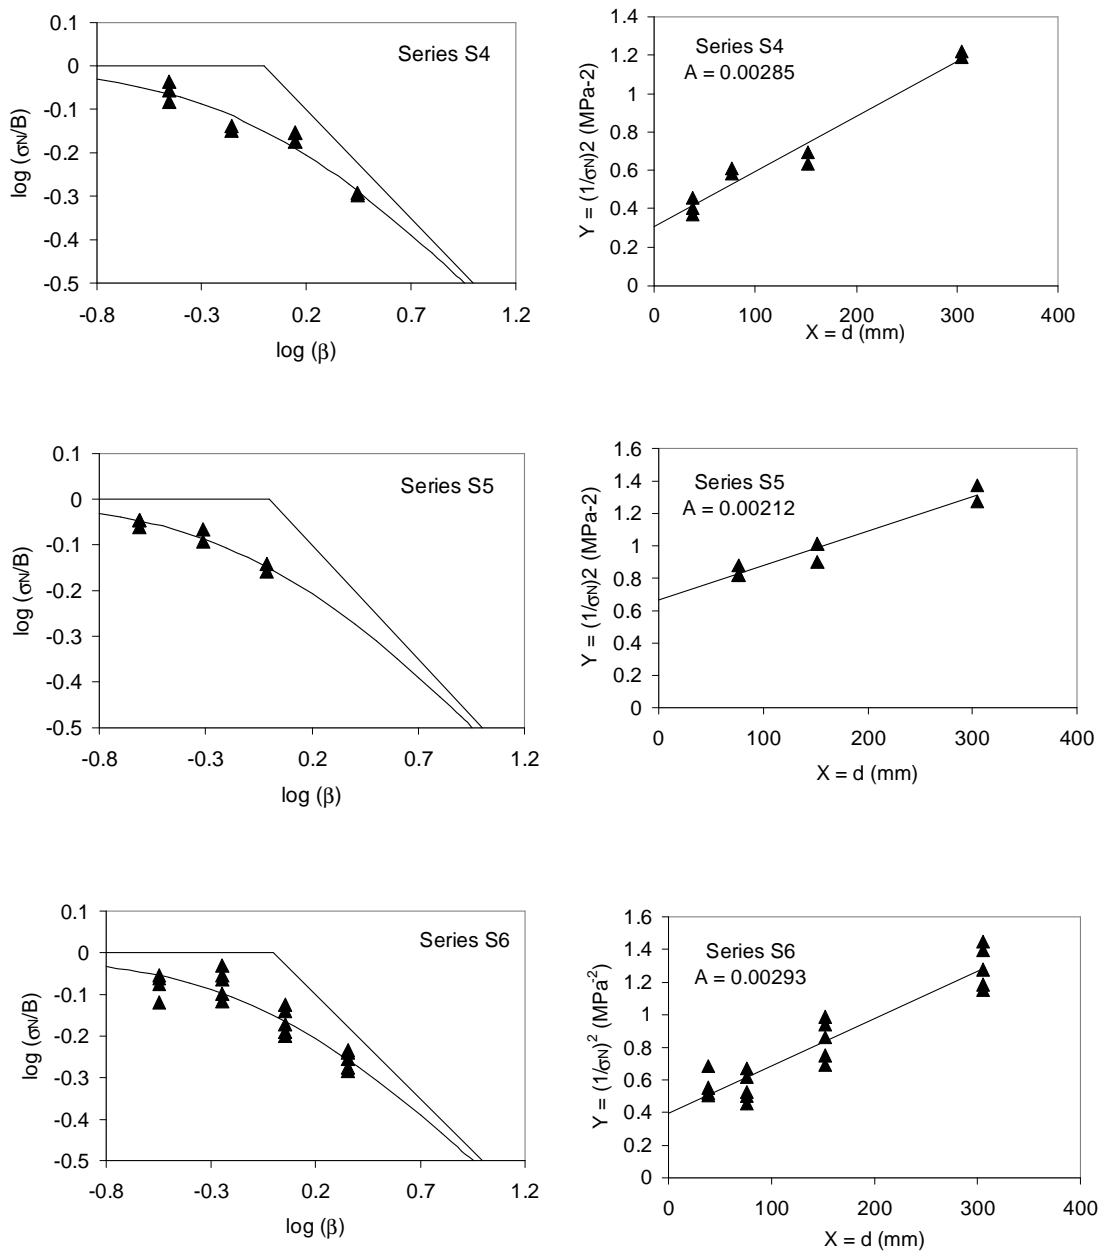 0.1
0
-0.1
-0.2
-0.3
-0.4
-0.5
log (σN/B)
Series S4
-0.8 -0.3 0.2 0.7 1.2
log (β)
1.4
1.2
1
0.8
0.6
0.4
0.2
0
Y = (1/σN)2 (MPa-2)
Series S4
A = 0.00285
0 100 200 300 400
X = d (mm)
0.1
0
-0.1
-0.2
-0.3
-0.4
-0.5
log (σN/B)
Series S5
-0.8 -0.3 0.2 0.7 1.2
log (β)
1.6
1.4
1.2
1
0.8
0.6
0.4
0.2
0
Y = (1/σN)2 (MPa-2)
Series S5
A = 0.00212
0 100 200 300 400
X = d (mm)
0.1
0
-0.1
-0.2
-0.3
-0.4
-0.5
log (σN/B)
Series S6
-0.8 -0.3 0.2 0.7 1.2
log (β)
1.6
1.4
1.2
1
0.8
0.6
0.4
0.2
0
Y = (1/σN)² (MPa⁻²)
Series S6
A = 0.00293
0 100 200 300 400
X = d (mm)